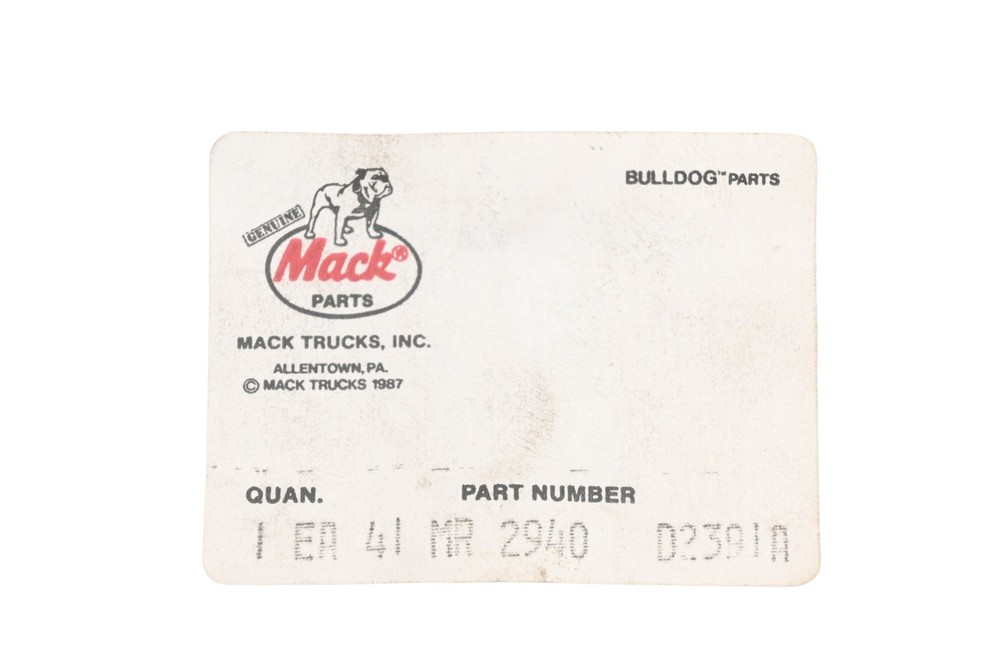 BULLDOG™ PARTS
GENUINE
Mack®
PARTS
MACK TRUCKS, INC.
ALLENTOWN, PA.
© MACK TRUCKS 1987
QUAN. PART NUMBER
1 EA 41 MR 2940 D2391A